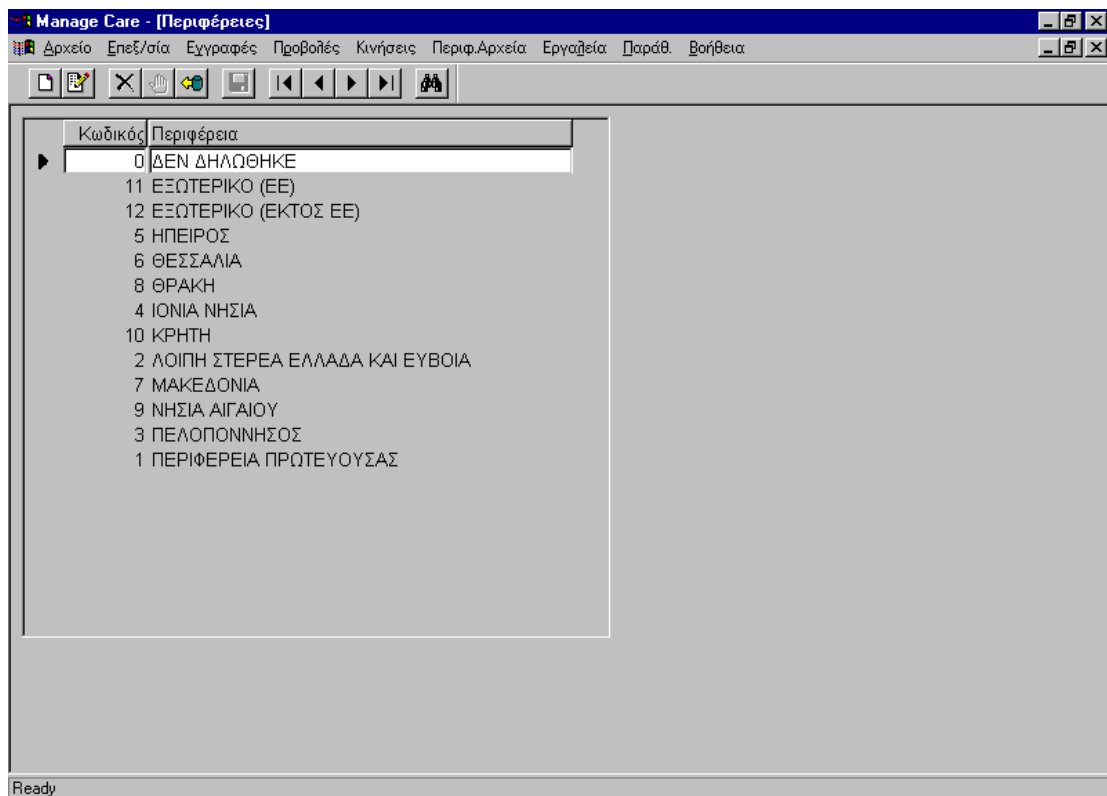 Manage Care - [Περιφέρειες]
Αρχείο Επεξ/σία Εγγραφές Προβολές Κινήσεις Περιφ.Αρχεία Εργαλεία Παράθ. Βοήθεια
Κωδικός Περιφέρεια
0 ΔΕΝ ΔΗΛΩΘΗΚΕ
11 ΕΞΩΤΕΡΙΚΟ (ΕΕ)
12 ΕΞΩΤΕΡΙΚΟ (ΕΚΤΟΣ ΕΕ)
5 ΗΠΕΙΡΟΣ
6 ΘΕΣΣΑΛΙΑ
8 ΘΡΑΚΗ
4 ΙΟΝΙΑ ΝΗΣΙΑ
10 ΚΡΗΤΗ
2 ΛΟΙΠΗ ΣΤΕΡΕΑ ΕΛΛΑΔΑ ΚΑΙ ΕΥΒΟΙΑ
7 ΜΑΚΕΔΟΝΙΑ
9 ΝΗΣΙΑ ΑΙΓΑΙΟΥ
3 ΠΕΛΟΠΟΝΝΗΣΟΣ
1 ΠΕΡΙΦΕΡΕΙΑ ΠΡΩΤΕΥΟΥΣΑΣ
Ready